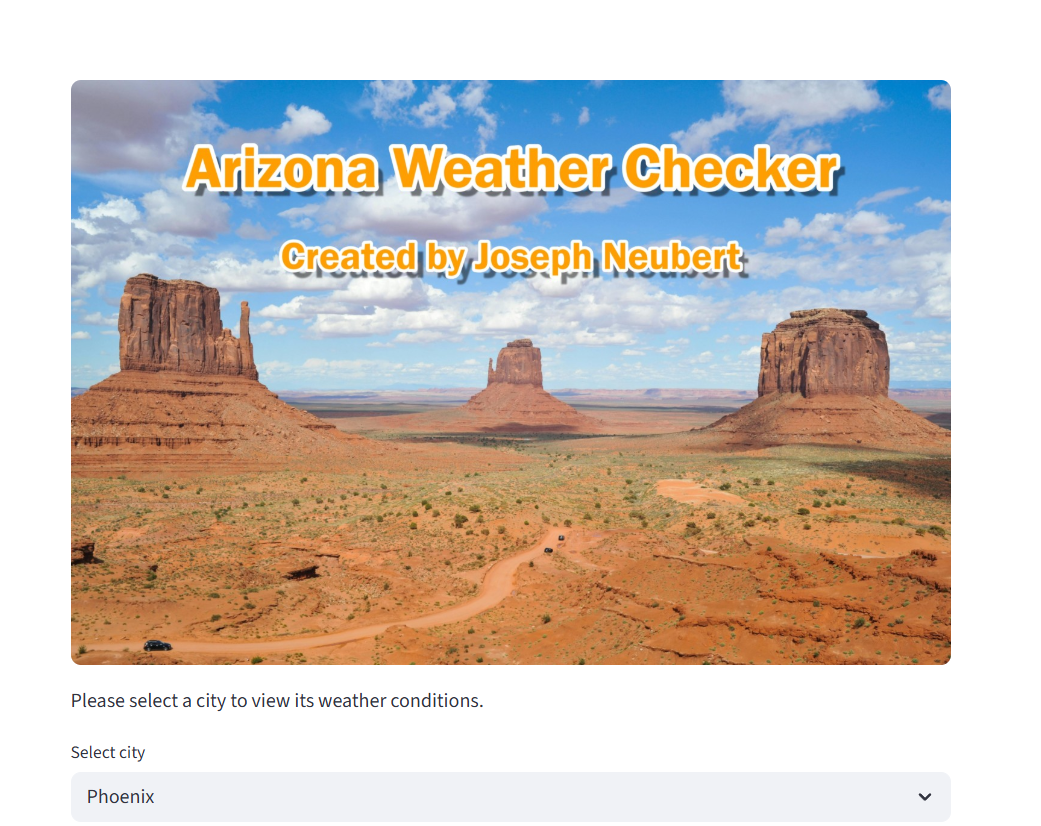 Arizona Weather Checker
Created by Joseph Neubert
Please select a city to view its weather conditions.
Select city
Phoenix